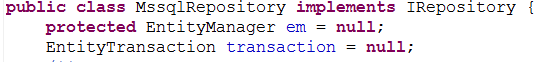 public class MssqlRepository implements IRepository {
    protected EntityManager em = null;
    EntityTransaction transaction = null;